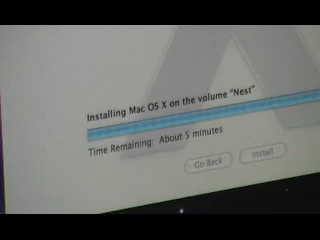 Installing Mac OS X on the volume "Nest"
Time Remaining: About 5 minutes
Go Back
Install